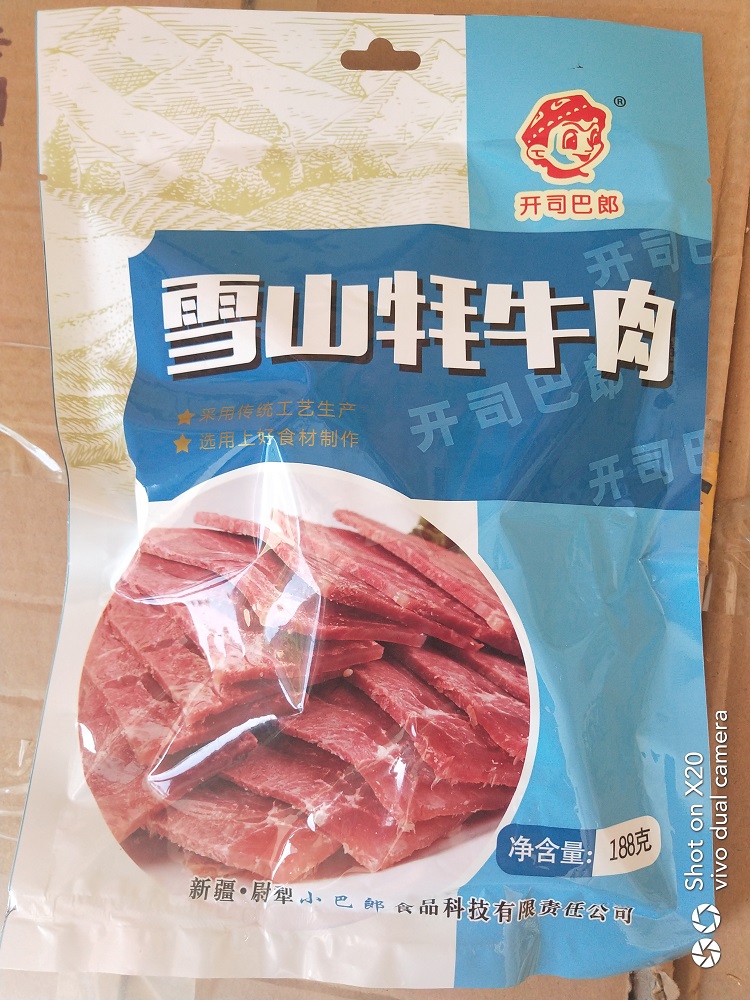 ®
开司巴郎
开司巴
雪山牦牛肉
采用传统工艺生产
选用上好食材制作
开司巴郎
开司巴
净含量: 188克
新疆·尉犁小巴郎食品科技有限责任公司
Shot on X20
vivo dual camera